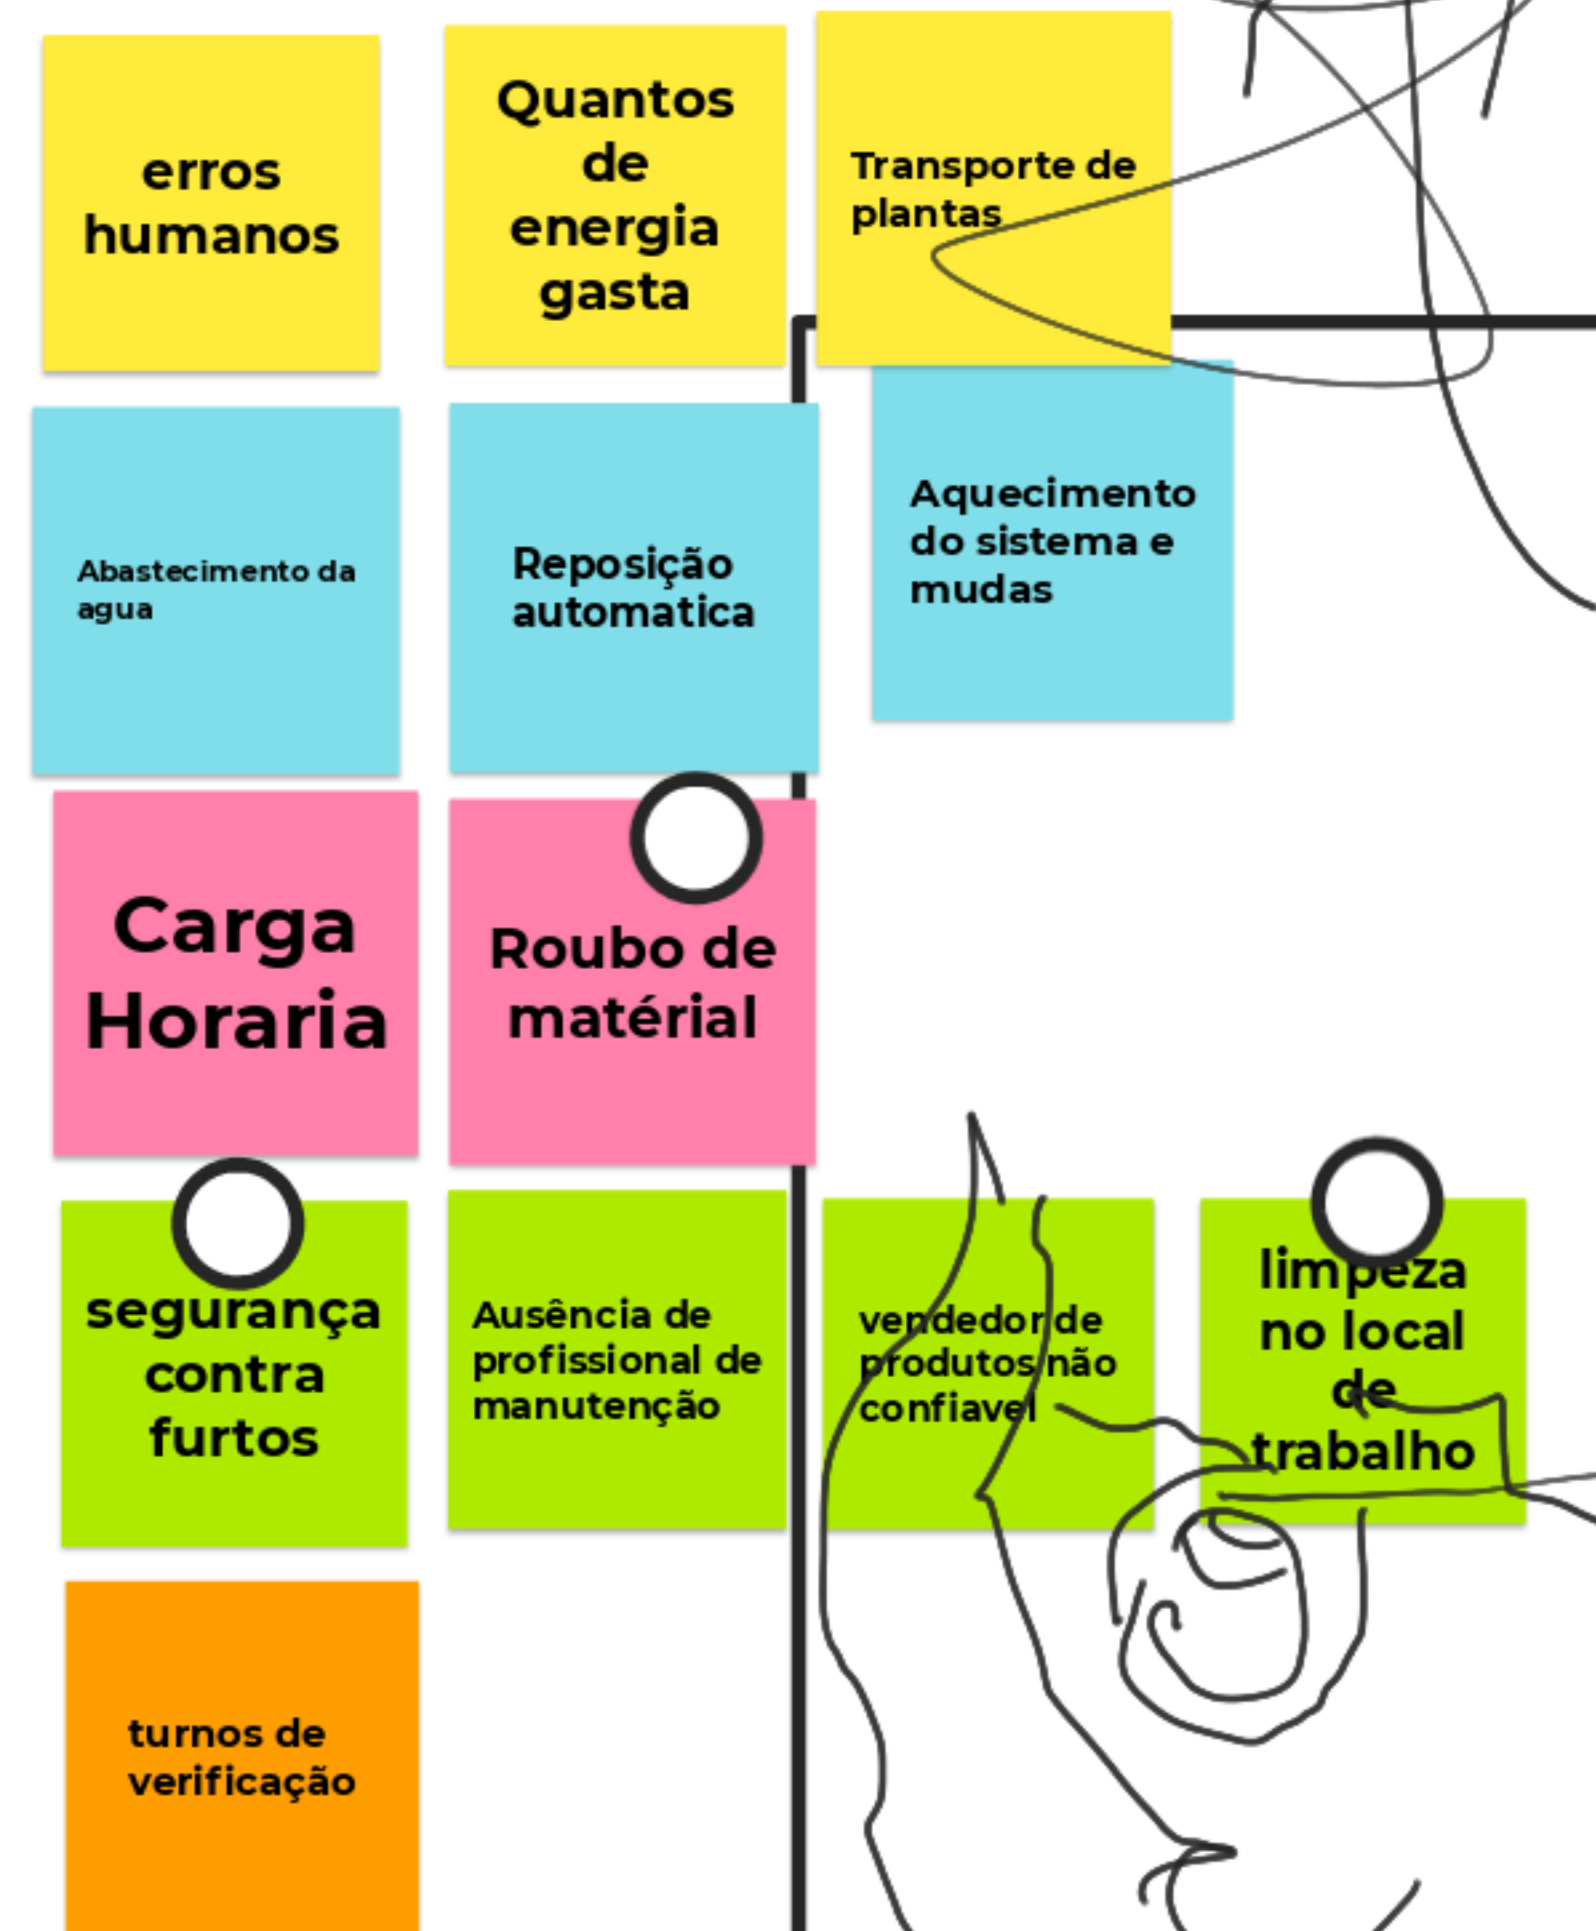 erros
humanos
Quantos
de
energia
gasta
Transporte de
plantas
Abastecimento da
agua
Reposição
automatica
Aquecimento
do sistema e
mudas
Carga
Horaria
Roubo de
matérial
segurança
contra
furtos
Ausência de
profissional de
manutenção
vendedor de
produtos não
confiavel
limpeza
no local
de
trabalho
turnos de
verificação